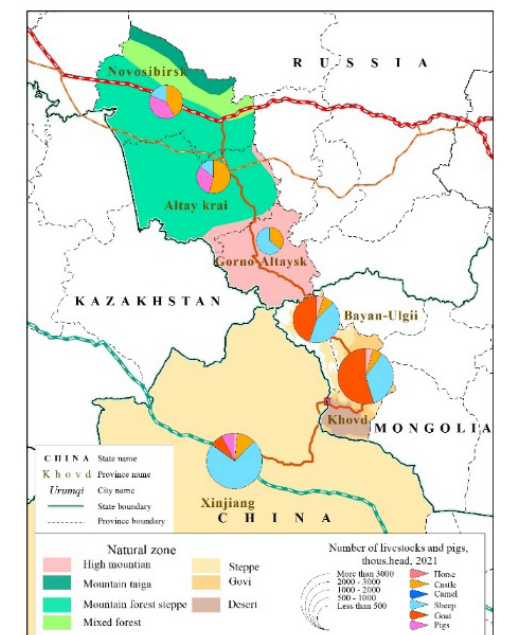 RUSSIA
Novosibirsk
Altay krai
Gorno-Altaysk
KAZAKHSTAN
Bayan-Ulgii
Khovd
MONGOLIA
Xinjiang
CHINA
CHINA State name
Khovd Province name
Urumqi City name
State boundary
Province boundary
Natural zone
High mountian
Mountain taiga
Mountain forest steppe
Mixed forest
Steppe
Govi
Desert
Number of livestocks and pigs,
thous.head, 2021
More than 3000
2000 - 3000
1000 - 2000
500 - 1000
Less than 500
Horse
Castle
Camel
Sheep
Goat
Pigs